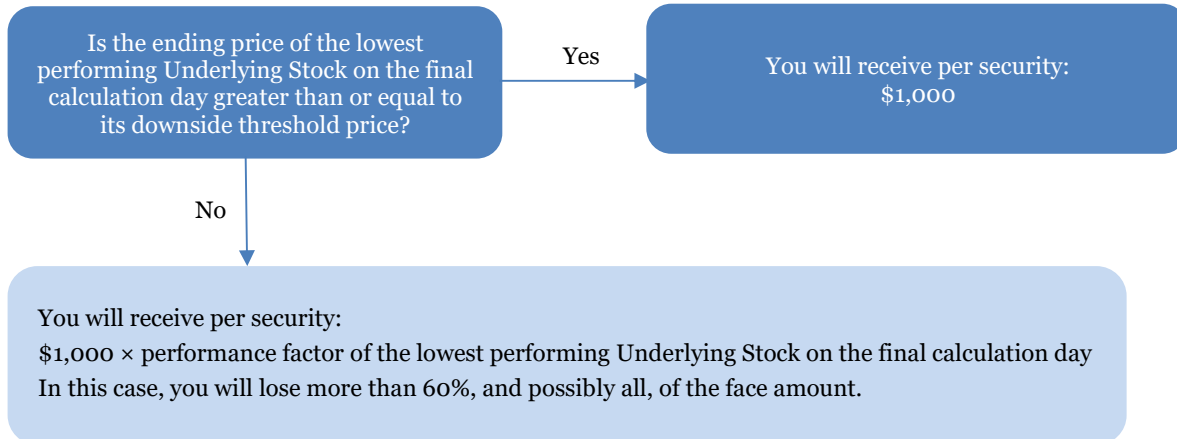 Is the ending price of the lowest
performing Underlying Stock on the final
calculation day greater than or equal to
its downside threshold price?
Yes
You will receive per security:
$1,000
No
You will receive per security:
$1,000 × performance factor of the lowest performing Underlying Stock on the final calculation day
In this case, you will lose more than 60%, and possibly all, of the face amount.